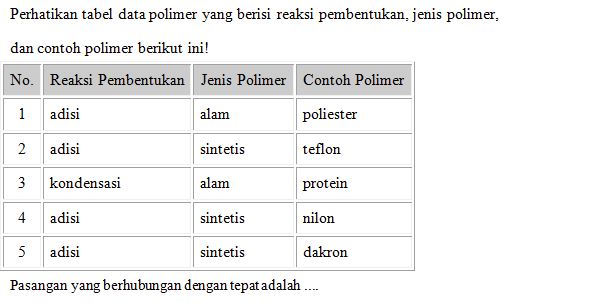 Perhatikan tabel data polimer yang berisi reaksi pembentukan, jenis polimer,
dan contoh polimer berikut ini!
No. Reaksi Pembentukan Jenis Polimer Contoh Polimer
1 adisi alam poliester
2 adisi sintetis teflon
3 kondensasi alam protein
4 adisi sintetis nilon
5 adisi sintetis dakron
Pasangan yang berhubungan dengan tepat adalah ....